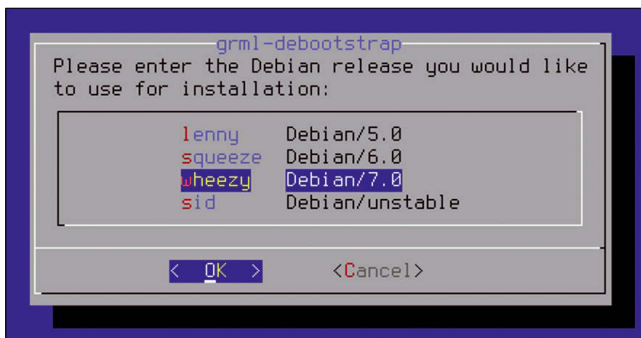 grml-debootstrap
Please enter the Debian release you would like
to use for installation:
lenny Debian/5.0
squeeze Debian/6.0
wheezy Debian/7.0
sid Debian/unstable
< OK > <Cancel>